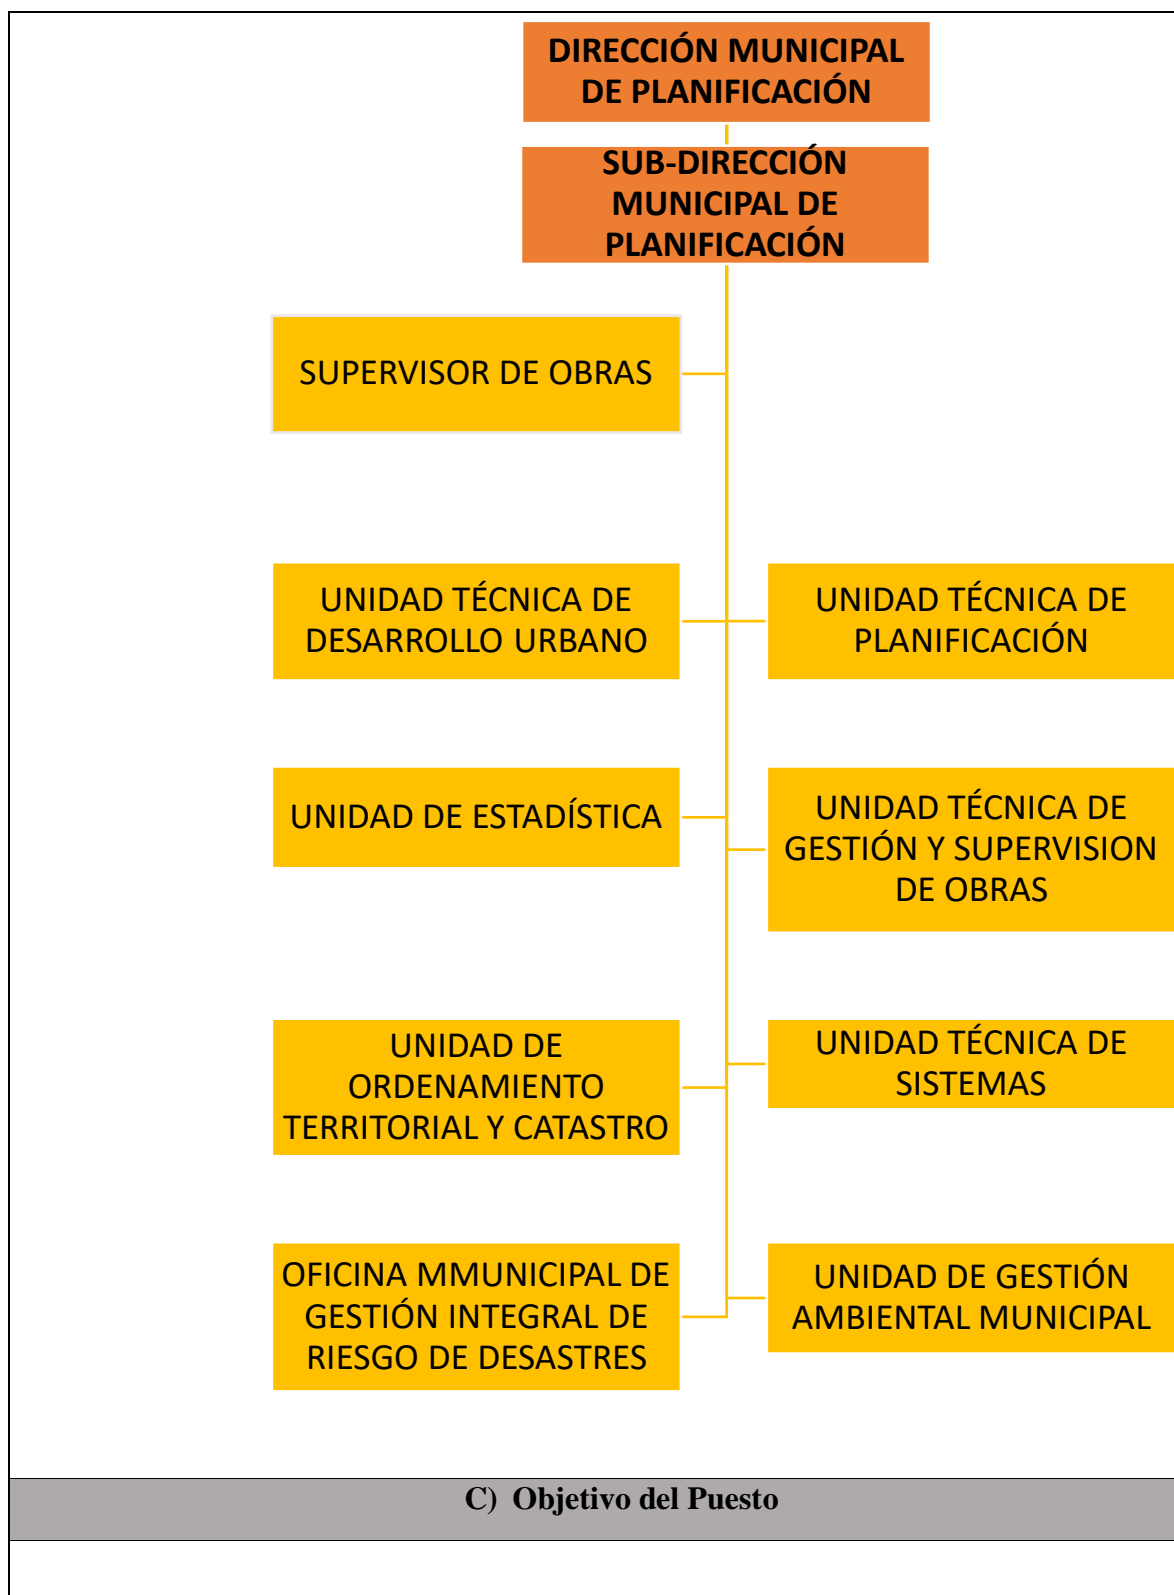 DIRECCIÓN MUNICIPAL
DE PLANIFICACIÓN
SUB-DIRECCIÓN
MUNICIPAL DE
PLANIFICACIÓN
SUPERVISOR DE OBRAS
UNIDAD TÉCNICA DE
DESARROLLO URBANO
UNIDAD TÉCNICA DE
PLANIFICACIÓN
UNIDAD DE ESTADÍSTICA
UNIDAD TÉCNICA DE
GESTIÓN Y SUPERVISION
DE OBRAS
UNIDAD DE
ORDENAMIENTO
TERRITORIAL Y CATASTRO
UNIDAD TÉCNICA DE
SISTEMAS
OFICINA MMUNICIPAL DE
GESTIÓN INTEGRAL DE
RIESGO DE DESASTRES
UNIDAD DE GESTIÓN
AMBIENTAL MUNICIPAL
C) Objetivo del Puesto